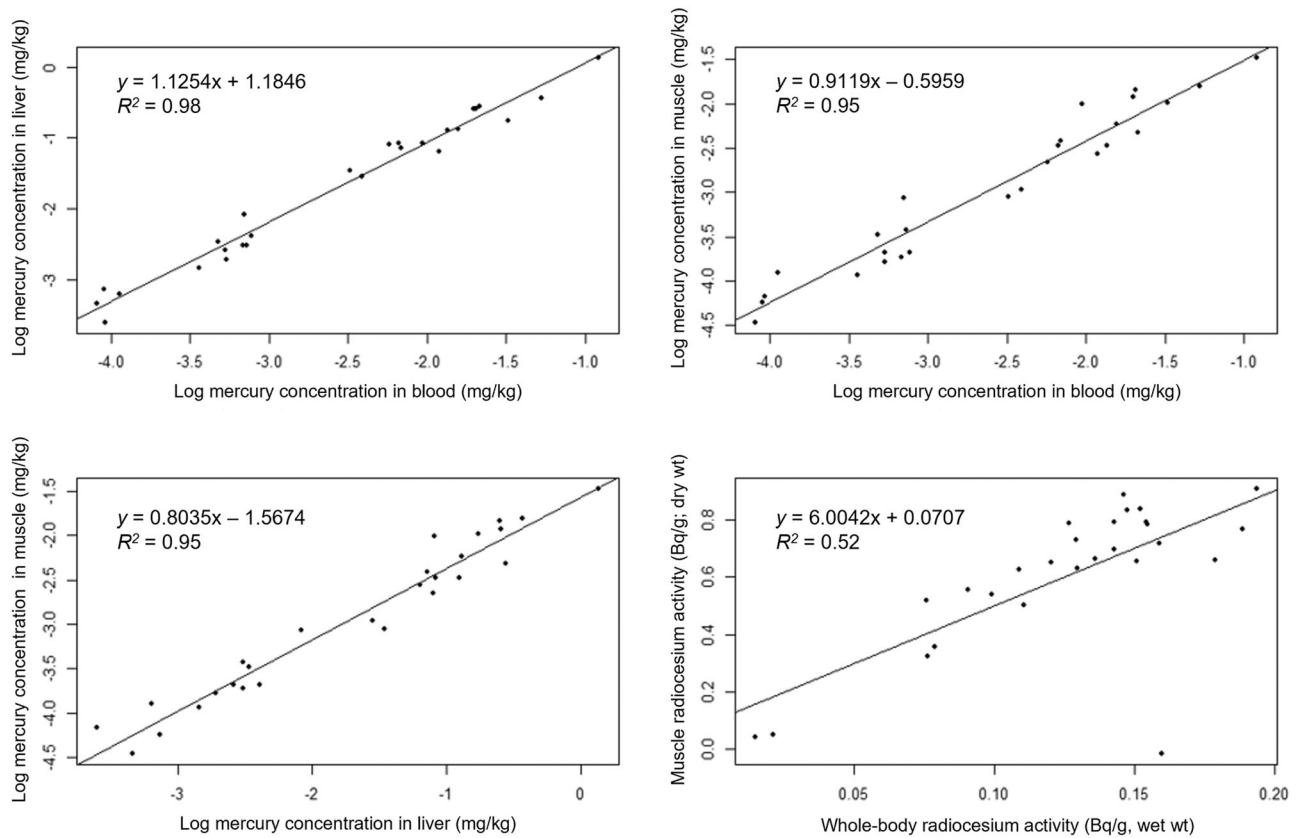 Log mercury concentration in liver (mg/kg)
0
-1
-2
-3
y = 1.1254x + 1.1846
R² = 0.98
-4.0 -3.5 -3.0 -2.5 -2.0 -1.5 -1.0
Log mercury concentration in blood (mg/kg)
Log mercury concentration in muscle (mg/kg)
-1.5
-2.0
-2.5
-3.0
-3.5
-4.0
-4.5
y = 0.9119x – 0.5959
R² = 0.95
-4.0 -3.5 -3.0 -2.5 -2.0 -1.5 -1.0
Log mercury concentration in blood (mg/kg)
Log mercury concentration in muscle (mg/kg)
-1.5
-2.0
-2.5
-3.0
-3.5
-4.0
-4.5
y = 0.8035x – 1.5674
R² = 0.95
-3 -2 -1 0
Log mercury concentration in liver (mg/kg)
Muscle radiocesium activity (Bq/g; dry wt)
0.8
0.6
0.4
0.2
0.0
y = 6.0042x + 0.0707
R² = 0.52
0.05 0.10 0.15 0.20
Whole-body radiocesium activity (Bq/g, wet wt)